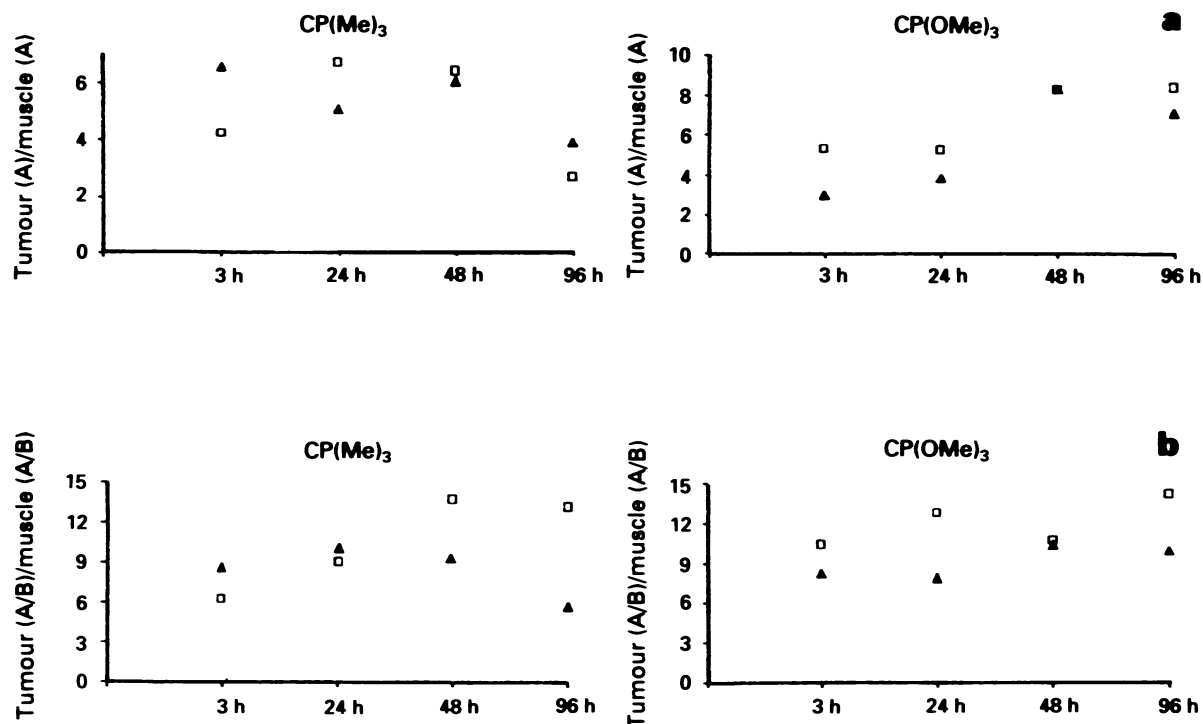 CP(Me)₃
Tumour (A)/muscle (A)
6
4
2
0
3 h 24 h 48 h 96 h
CP(OMe)₃
a
Tumour (A)/muscle (A)
10
8
6
4
2
0
3 h 24 h 48 h 96 h
CP(Me)₃
Tumour (A/B)/muscle (A/B)
15
12
9
6
3
0
3 h 24 h 48 h 96 h
CP(OMe)₃
b
Tumour (A/B)/muscle (A/B)
15
12
9
6
3
0
3 h 24 h 48 h 96 h